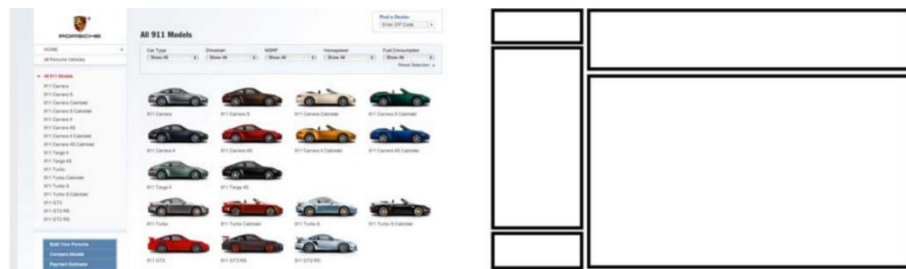 PORSCHE
HOME
All Porsche Vehicles
All 911 Models
911 Carrera
911 Carrera S
911 Carrera Cabriolet
911 Carrera S Cabriolet
911 Carrera 4
911 Carrera 4S
911 Carrera 4 Cabriolet
911 Carrera 4S Cabriolet
911 Targa 4
911 Targa 4S
911 Turbo
911 Turbo Cabriolet
911 Turbo S
911 Turbo S Cabriolet
911 GT3
911 GT3 RS
911 GT2 RS
Build Your Porsche
Compare Models
Payment Estimator
Find a Dealer
Enter ZIP Code
All 911 Models
Car Type Drivetrain MSRP Horsepower Fuel Consumption
Show All Show All Show All Show All Show All
Reset Selection
911 Carrera 911 Carrera S 911 Carrera Cabriolet 911 Carrera S Cabriolet
911 Carrera 4 911 Carrera 4S 911 Carrera 4 Cabriolet 911 Carrera 4S Cabriolet
911 Targa 4 911 Targa 4S
911 Turbo 911 Turbo Cabriolet 911 Turbo S 911 Turbo S Cabriolet
911 GT3 911 GT3 RS 911 GT2 RS